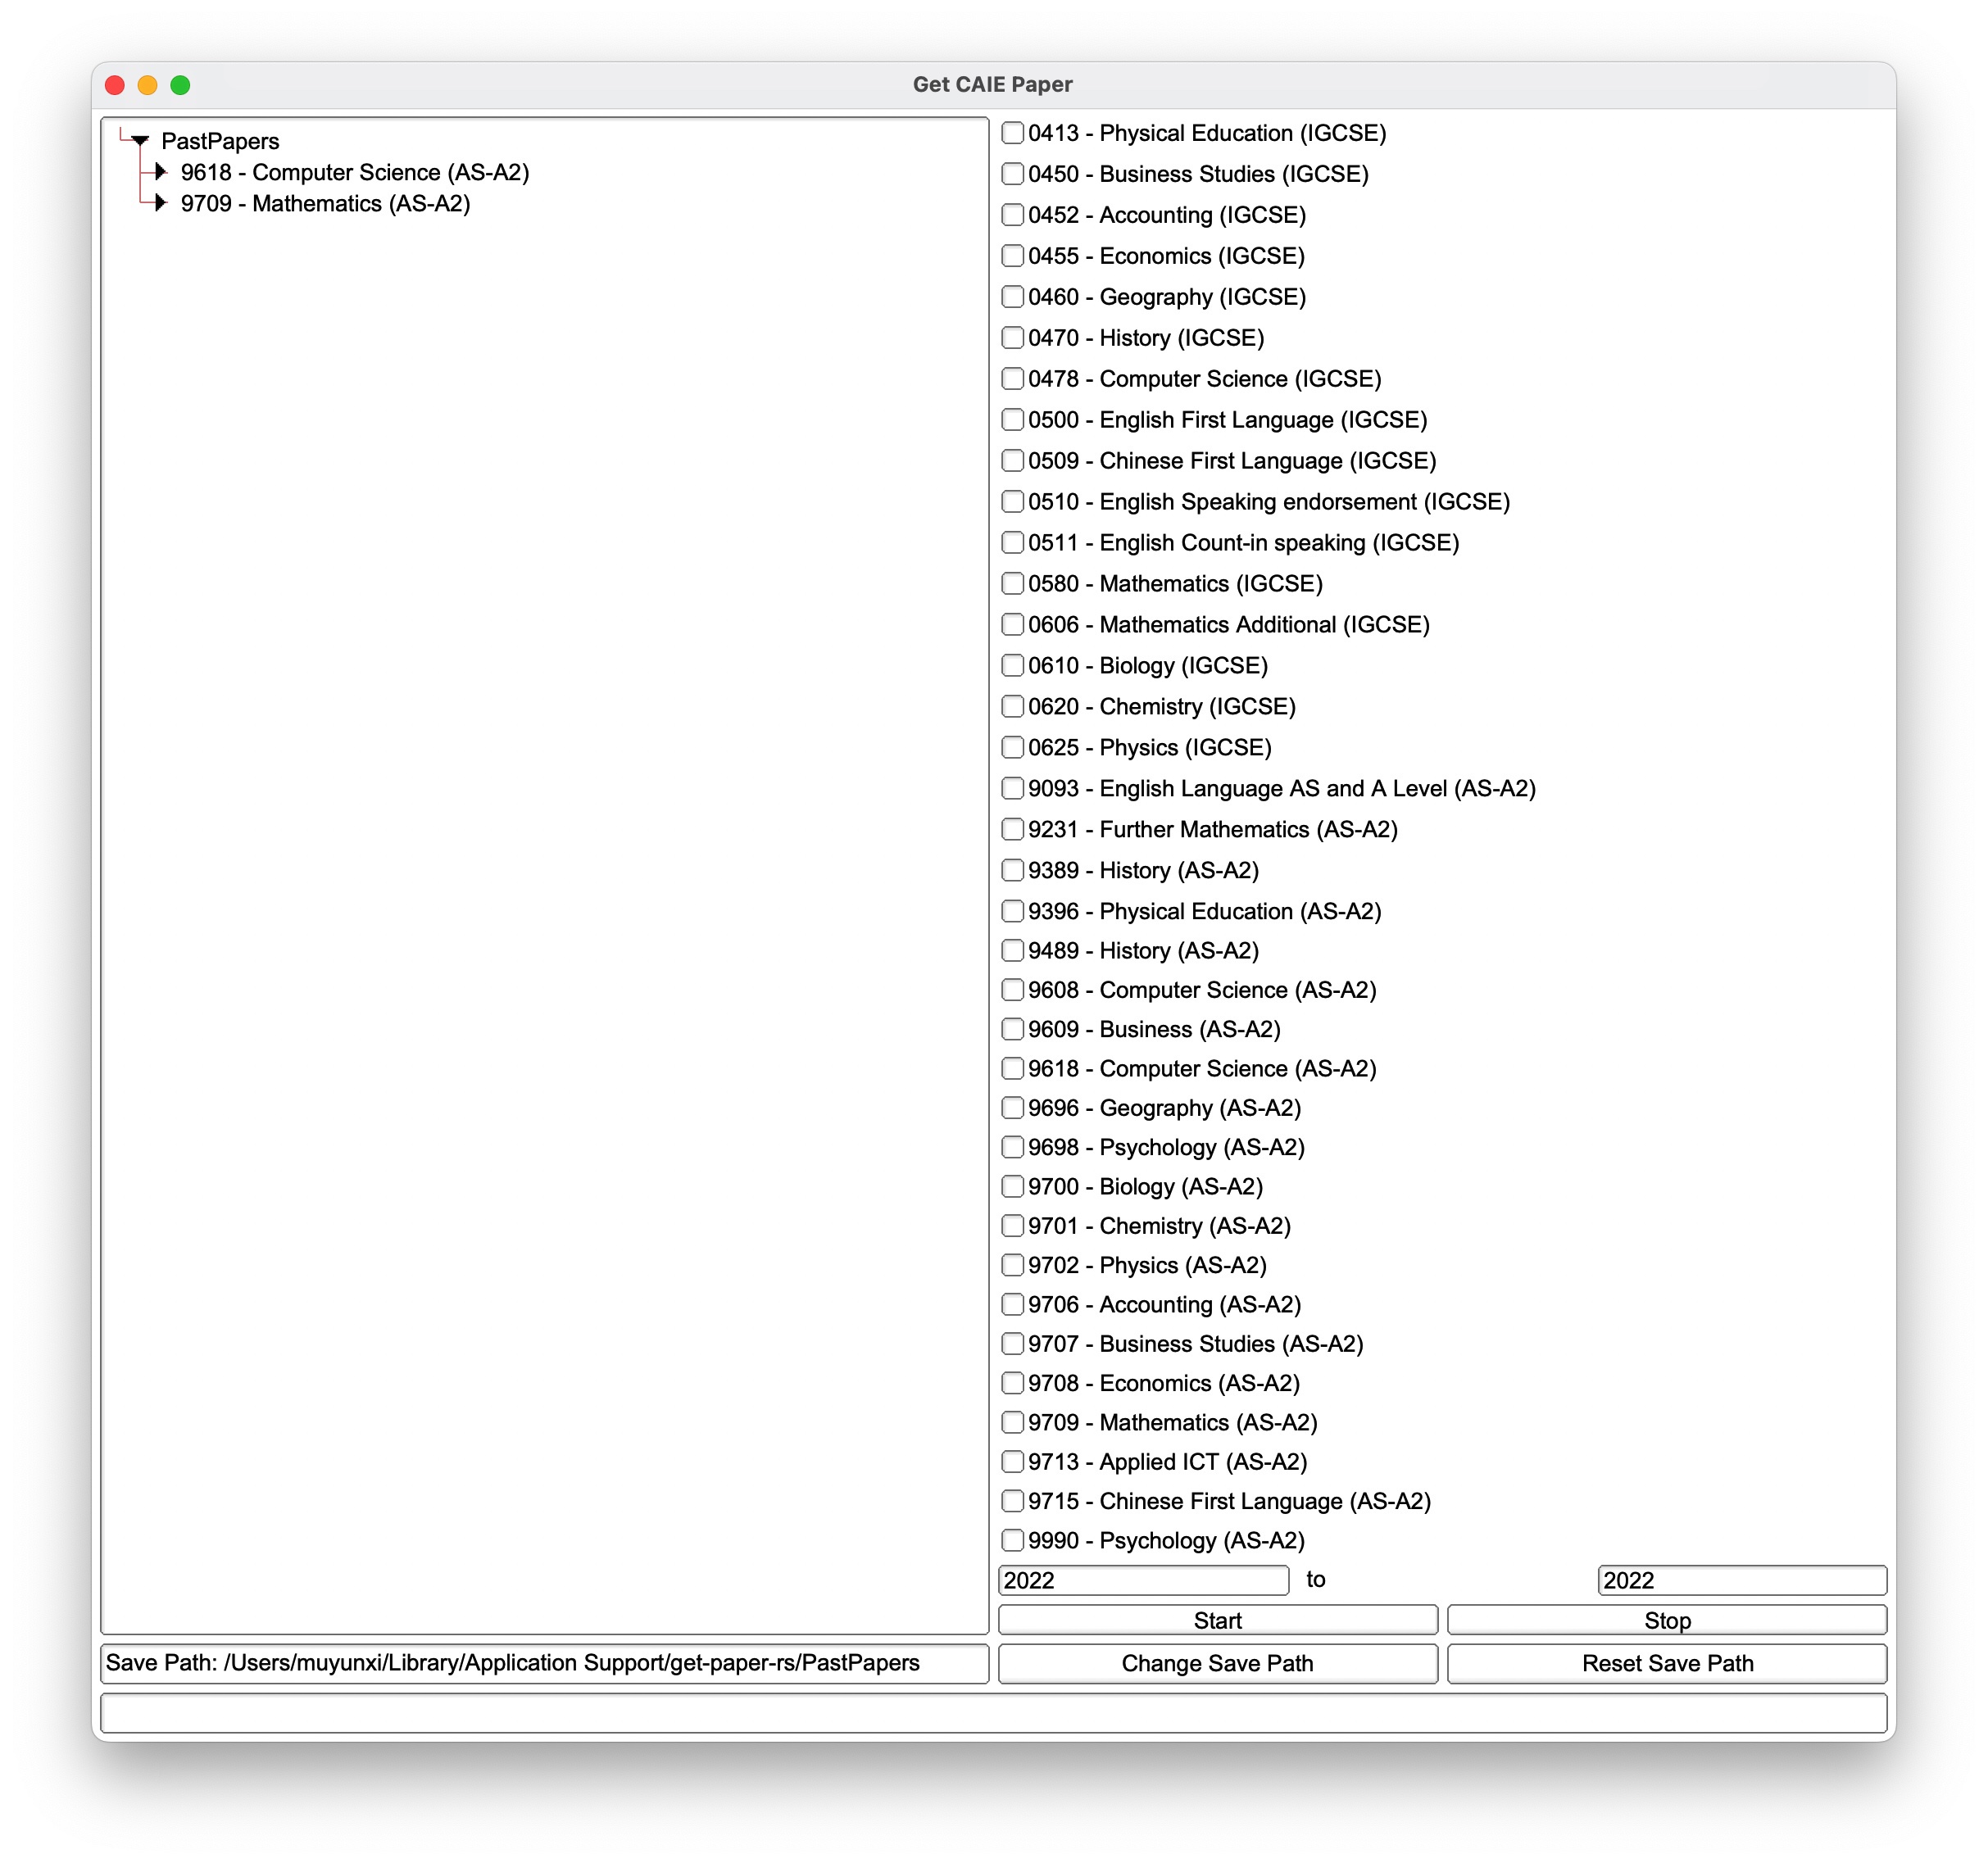 Get CAIE Paper
PastPapers
9618 - Computer Science (AS-A2)
9709 - Mathematics (AS-A2)
0413 - Physical Education (IGCSE)
0450 - Business Studies (IGCSE)
0452 - Accounting (IGCSE)
0455 - Economics (IGCSE)
0460 - Geography (IGCSE)
0470 - History (IGCSE)
0478 - Computer Science (IGCSE)
0500 - English First Language (IGCSE)
0509 - Chinese First Language (IGCSE)
0510 - English Speaking endorsement (IGCSE)
0511 - English Count-in speaking (IGCSE)
0580 - Mathematics (IGCSE)
0606 - Mathematics Additional (IGCSE)
0610 - Biology (IGCSE)
0620 - Chemistry (IGCSE)
0625 - Physics (IGCSE)
9093 - English Language AS and A Level (AS-A2)
9231 - Further Mathematics (AS-A2)
9389 - History (AS-A2)
9396 - Physical Education (AS-A2)
9489 - History (AS-A2)
9608 - Computer Science (AS-A2)
9609 - Business (AS-A2)
9618 - Computer Science (AS-A2)
9696 - Geography (AS-A2)
9698 - Psychology (AS-A2)
9700 - Biology (AS-A2)
9701 - Chemistry (AS-A2)
9702 - Physics (AS-A2)
9706 - Accounting (AS-A2)
9707 - Business Studies (AS-A2)
9708 - Economics (AS-A2)
9709 - Mathematics (AS-A2)
9713 - Applied ICT (AS-A2)
9715 - Chinese First Language (AS-A2)
9990 - Psychology (AS-A2)
2022 to 2022
Start Stop
Save Path: /Users/muyunxi/Library/Application Support/get-paper-rs/PastPapers
Change Save Path Reset Save Path